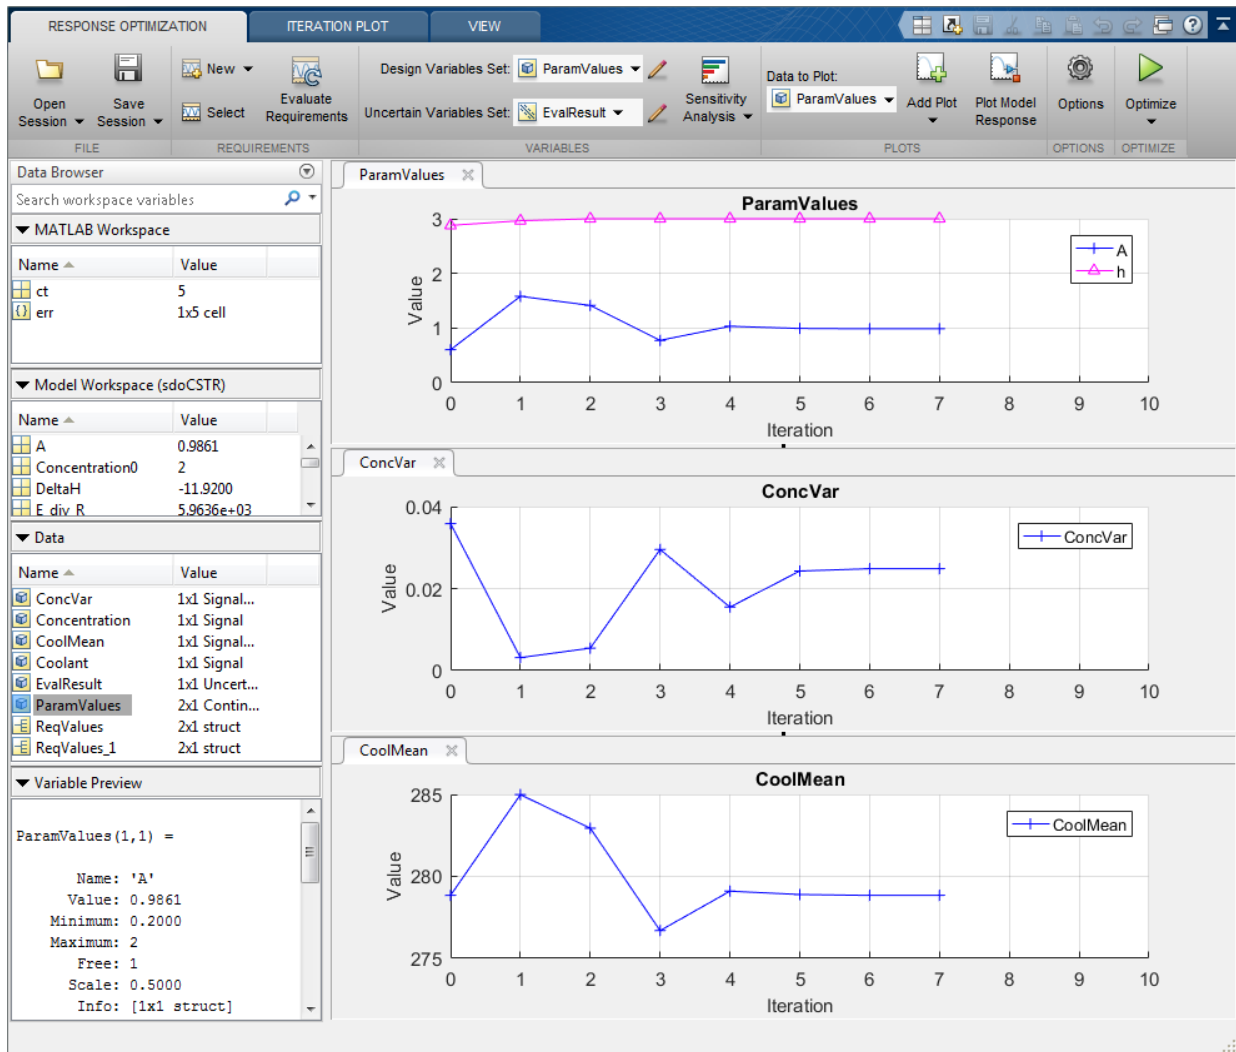 RESPONSE OPTIMIZATION ITERATION PLOT VIEW
New Design Variables Set: ParamValues Data to Plot:
Open Session Save Session Select Evaluate Requirements Uncertain Variables Set: EvalResult Sensitivity Analysis ParamValues Add Plot Plot Model Response Options Optimize
FILE REQUIREMENTS VARIABLES PLOTS OPTIONS OPTIMIZE
Data Browser
Search workspace variables
MATLAB Workspace
Name Value
ct 5
err 1x5 cell
Model Workspace (sdoCSTR)
Name Value
A 0.9861
Concentration0 2
DeltaH -11.9200
E_div_R 5.9636e+03
Data
Name Value
ConcVar 1x1 Signal...
Concentration 1x1 Signal
CoolMean 1x1 Signal...
Coolant 1x1 Signal
EvalResult 1x1 Uncert...
ParamValues 2x1 Contin...
ReqValues 2x1 struct
ReqValues_1 2x1 struct
Variable Preview
ParamValues(1,1) =
Name: 'A'
Value: 0.9861
Minimum: 0.2000
Maximum: 2
Free: 1
Scale: 0.5000
Info: [1x1 struct]
ParamValues
ParamValues
3
2
1
0
Value
A
h
0 1 2 3 4 5 6 7 8 9 10
Iteration
ConcVar
ConcVar
0.04
0.02
0
Value
ConcVar
0 1 2 3 4 5 6 7 8 9 10
Iteration
CoolMean
CoolMean
285
280
275
Value
CoolMean
0 1 2 3 4 5 6 7 8 9 10
Iteration